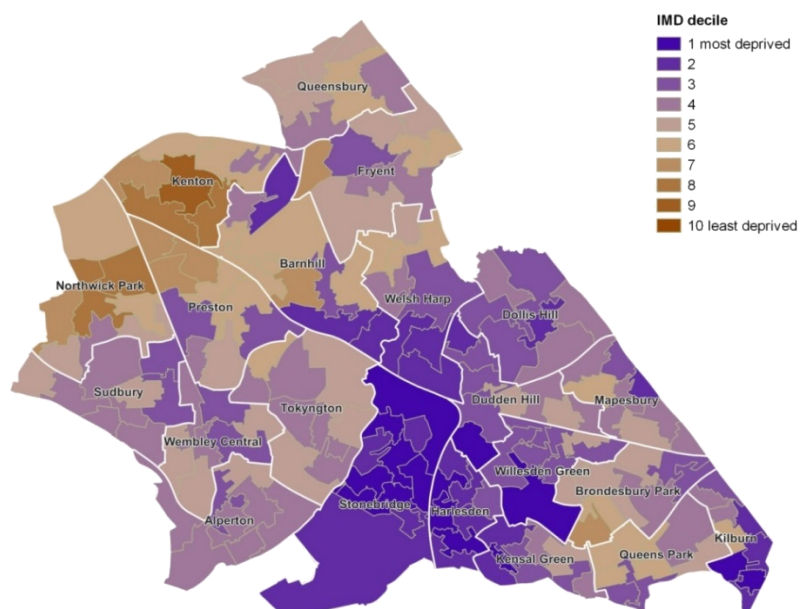 IMD decile
1 most deprived
2
3
4
5
6
7
8
9
10 least deprived
Queensbury
Kenton
Fryent
Barnhill
Northwick Park
Preston
Welsh Harp
Dollis Hill
Sudbury
Tokyngton
Dudden Hill
Mapesbury
Wembley Central
Willesden Green
Brondesbury Park
Stonebridge
Harlesden
Alperton
Kensal Green
Queens Park
Kilburn